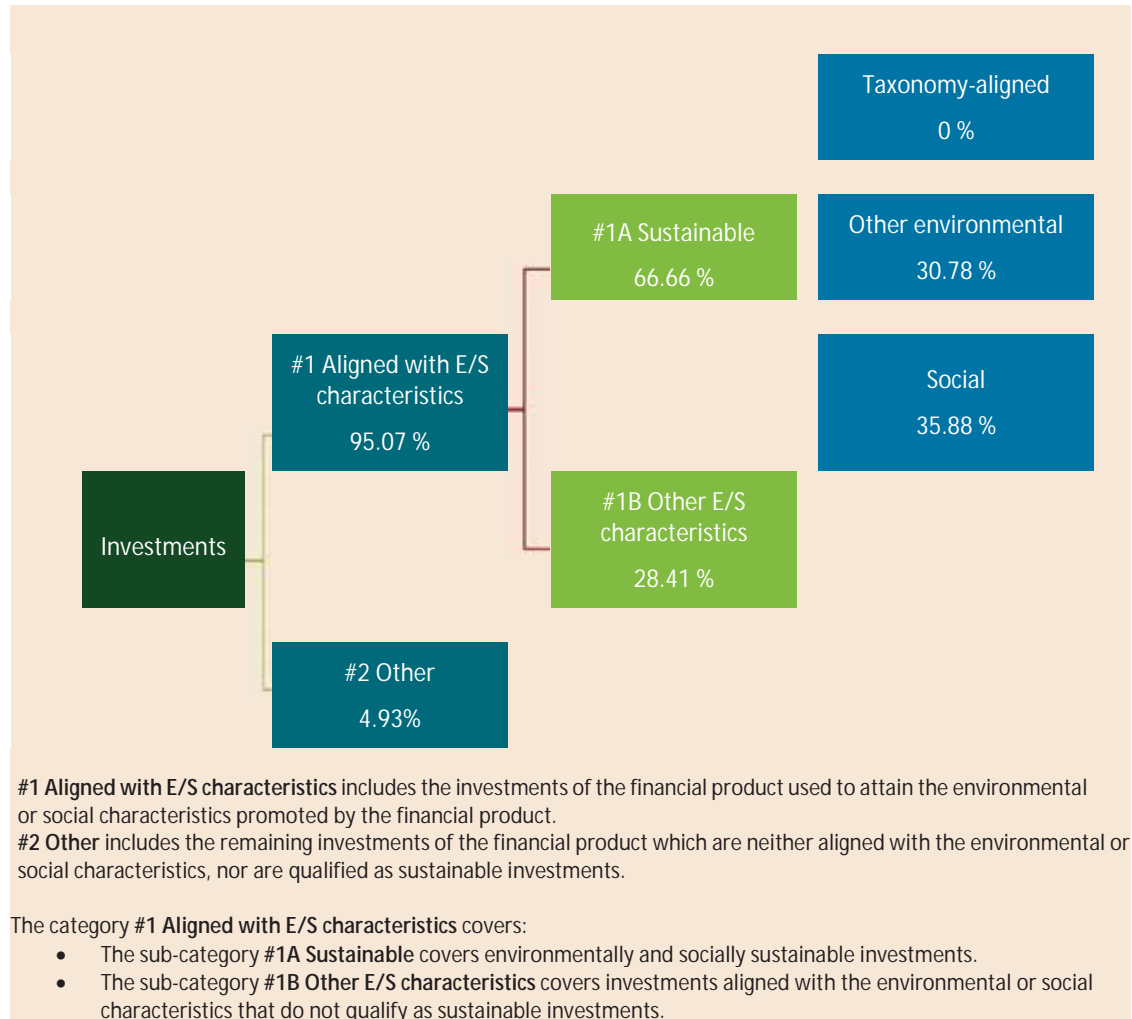 Taxonomy-aligned
0 %
#1A Sustainable
66.66 %
Other environmental
30.78 %
#1 Aligned with E/S
characteristics
95.07 %
Social
35.88 %
Investments
#1B Other E/S
characteristics
28.41 %
#2 Other
4.93%
#1 Aligned with E/S characteristics includes the investments of the financial product used to attain the environmental
or social characteristics promoted by the financial product.
#2 Other includes the remaining investments of the financial product which are neither aligned with the environmental or
social characteristics, nor are qualified as sustainable investments.
The category #1 Aligned with E/S characteristics covers:
• The sub-category #1A Sustainable covers environmentally and socially sustainable investments.
• The sub-category #1B Other E/S characteristics covers investments aligned with the environmental or social
characteristics that do not qualify as sustainable investments.